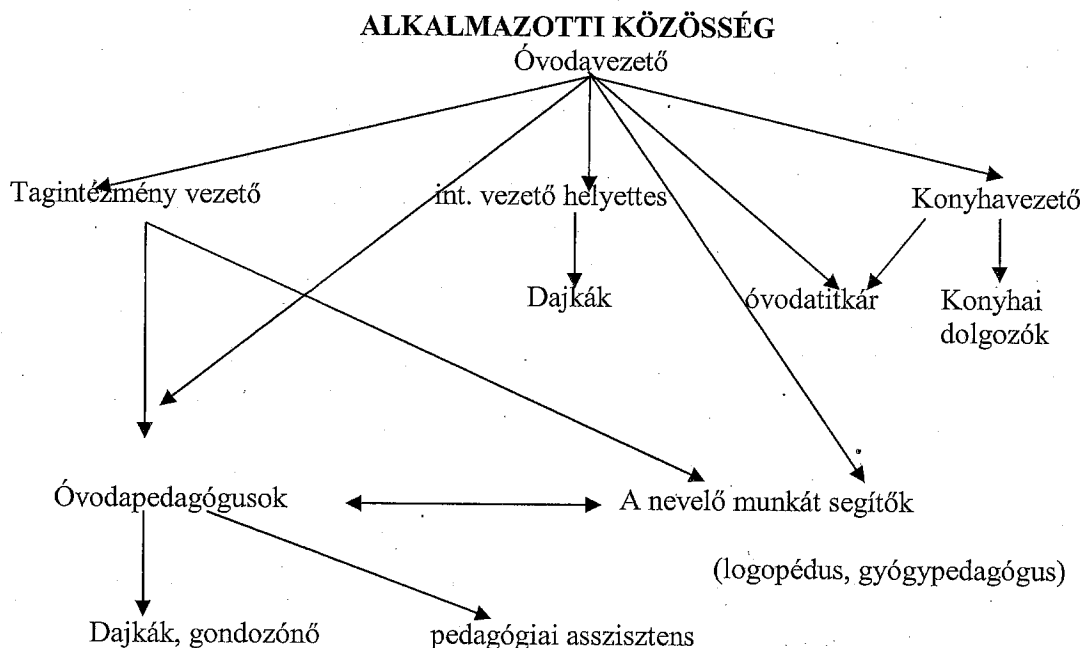 ALKALMAZOTTI KÖZÖSSÉG
Óvodavezető
Tagintézmény vezető
int. vezető helyettes
Konyhavezető
Dajkák
óvodatitkár
Konyhai
dolgozók
Óvodapedagógusok
A nevelő munkát segítők
(logopédus, gyógypedagógus)
Dajkák, gondozónő
pedagógiai asszisztens